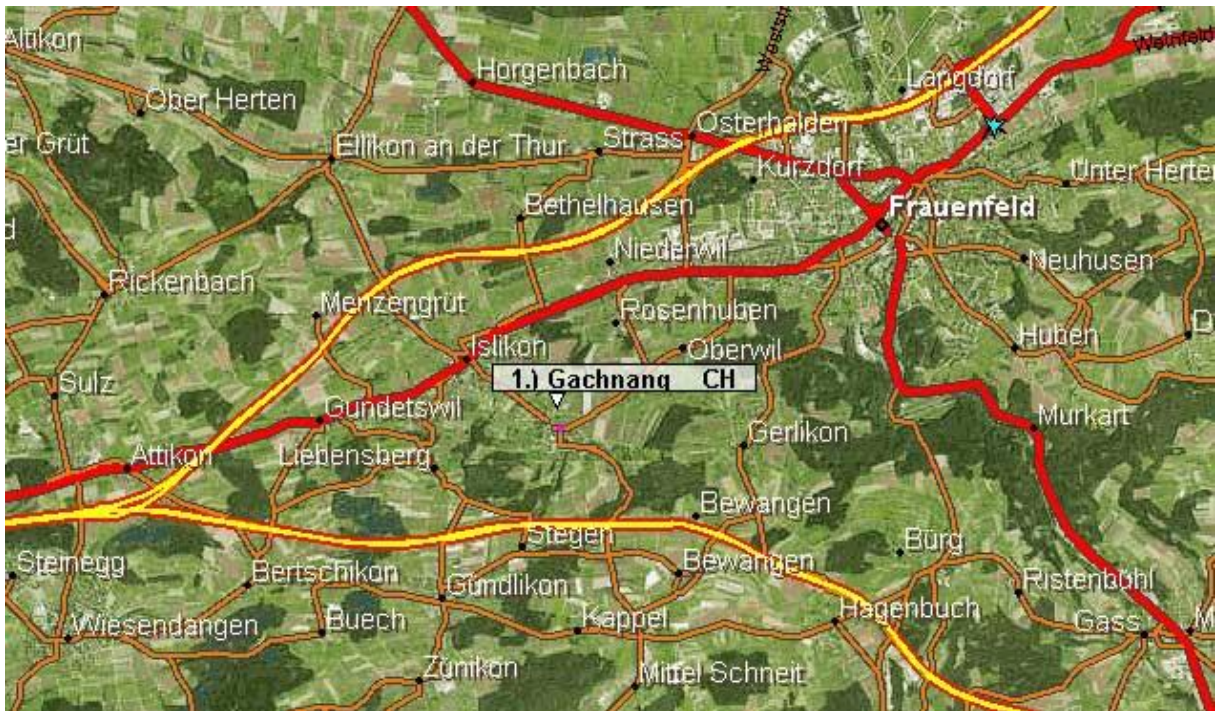 Altikon
Weinfeld
Horgenbach
Langdorf
Ober Herten
Osterhalden
er Grüt
Ellikon an der Thur
Strass
Kurzdorf
Unter Herten
Bethelhausen
Frauenfeld
d
Niederwil
Neuhusen
Rickenbach
Menzengrüt
Rosenhuben
D
Islikon
Oberwil
Huben
1.) Gachnang CH
Sulz
Gundetswil
Murkart
Attikon
Liebensberg
Gerlikon
Bewangen
Stegen
Bürg
Steinegg
Bertschikon
Gündlikon
Bewangen
Ristenbühl
Hagenbuch
Wiesendangen
Buech
Kappel
Gass
M
Zünikon
Mittel Schneit